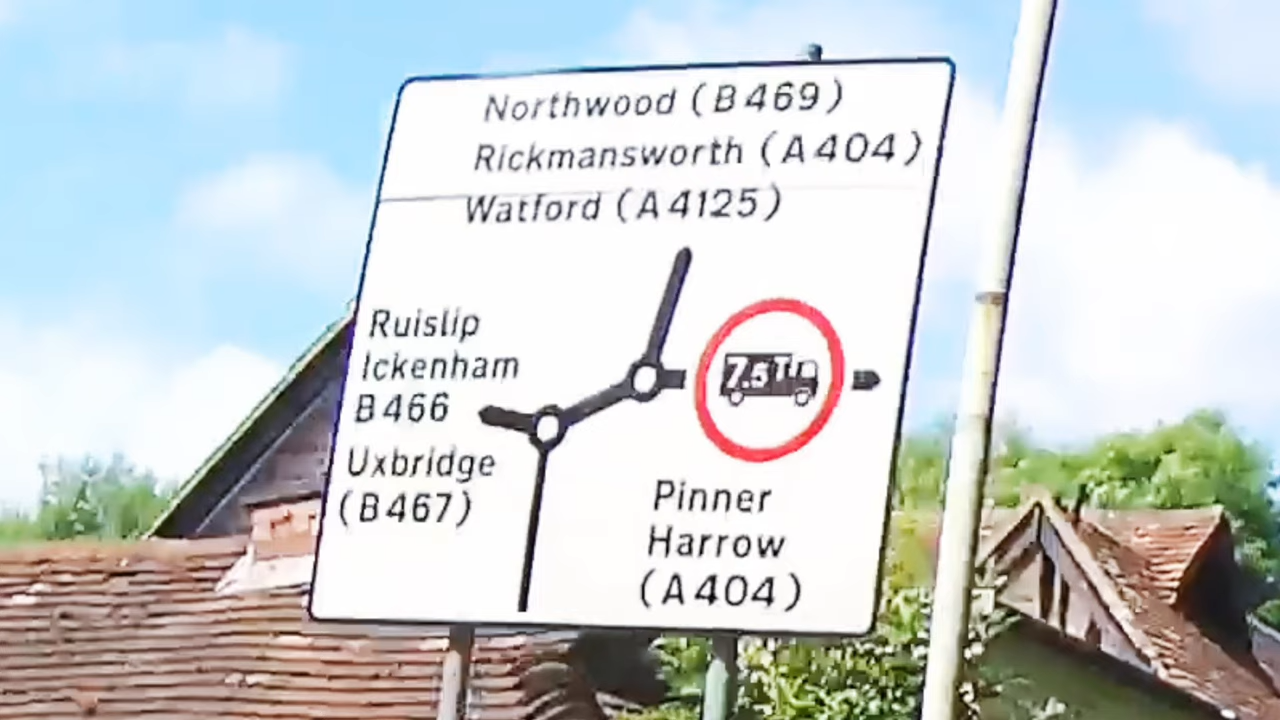 Northwood (B469)
Rickmansworth (A404)
Watford (A4125)
Ruislip
Ickenham
B466
Uxbridge
(B467)
7.5T
Pinner
Harrow
(A404)